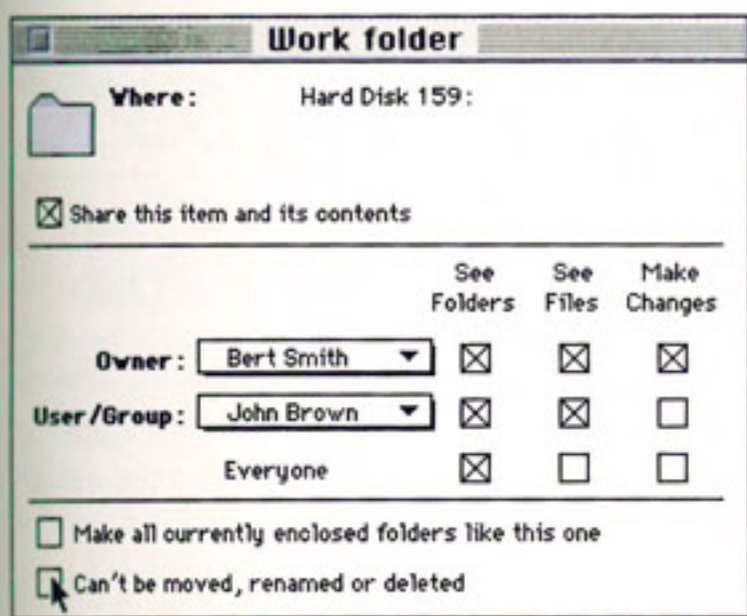 Work folder
Where: Hard Disk 159:
Share this item and its contents
See Folders See Files Make Changes
Owner: Bert Smith
User/Group: John Brown
Everyone
Make all currently enclosed folders like this one
Can't be moved, renamed or deleted